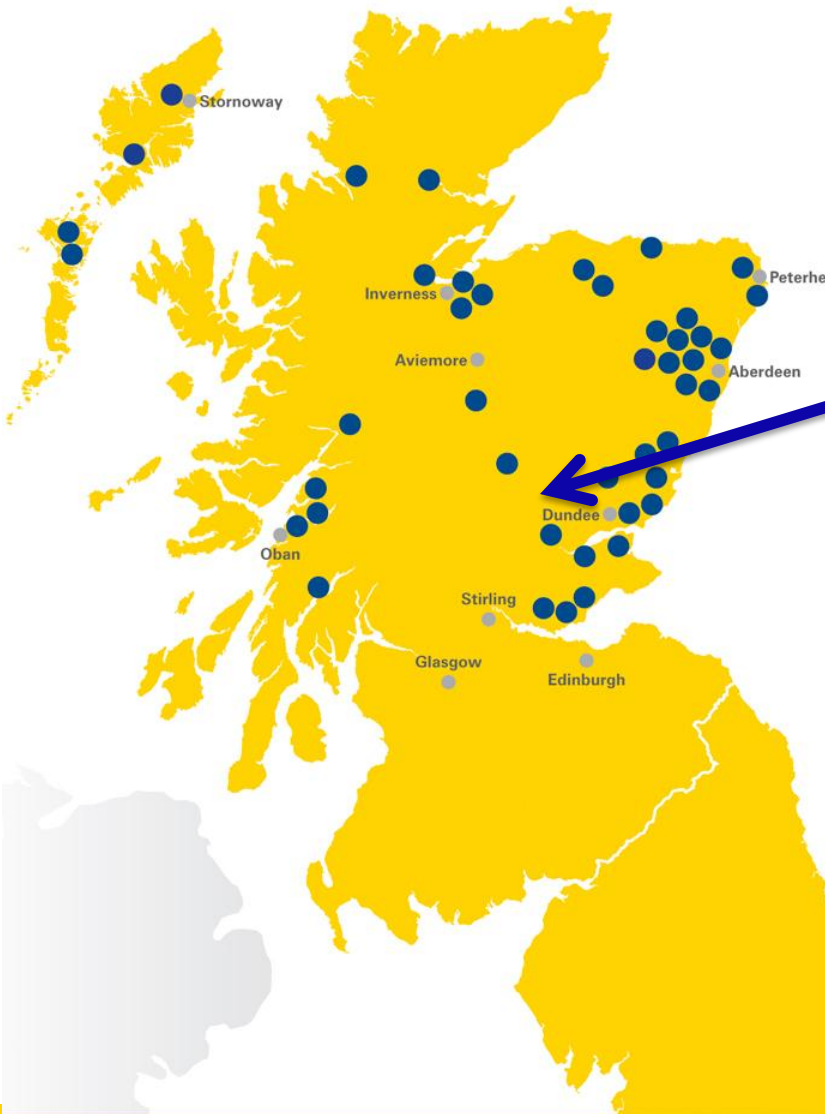 Stornoway
Inverness
Peterhe
Aviemore
Aberdeen
Dundee
Oban
Stirling
Glasgow
Edinburgh